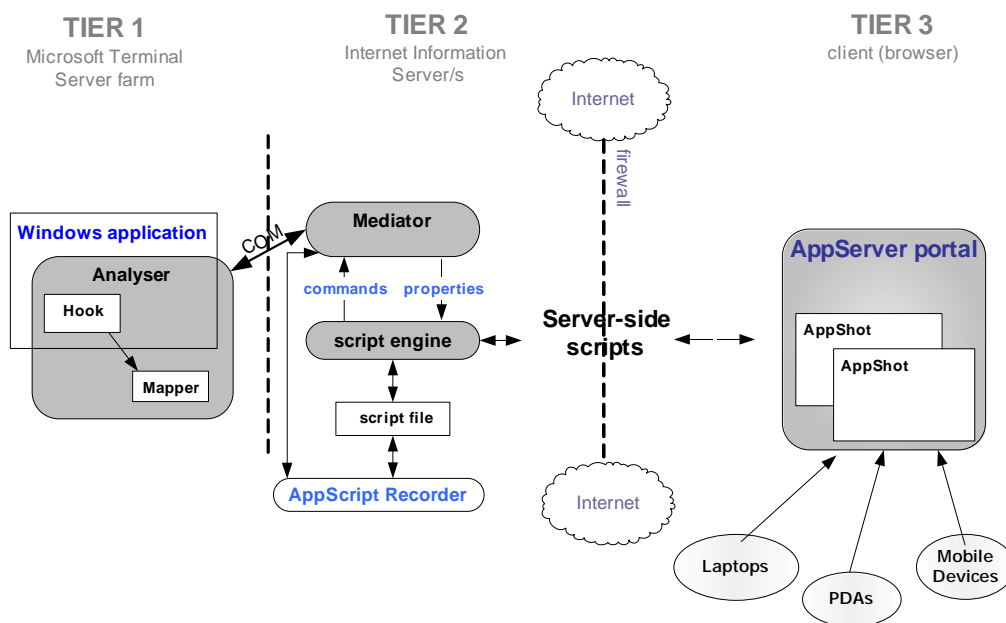 TIER 1
Microsoft Terminal
Server farm
TIER 2
Internet Information
Server/s
TIER 3
client (browser)
Internet
firewall
Windows application
Analyser
Hook
Mapper
COM
Mediator
commands
properties
script engine
script file
AppScript Recorder
Server-side
scripts
Internet
AppServer portal
AppShot
AppShot
Laptops
PDAs
Mobile
Devices